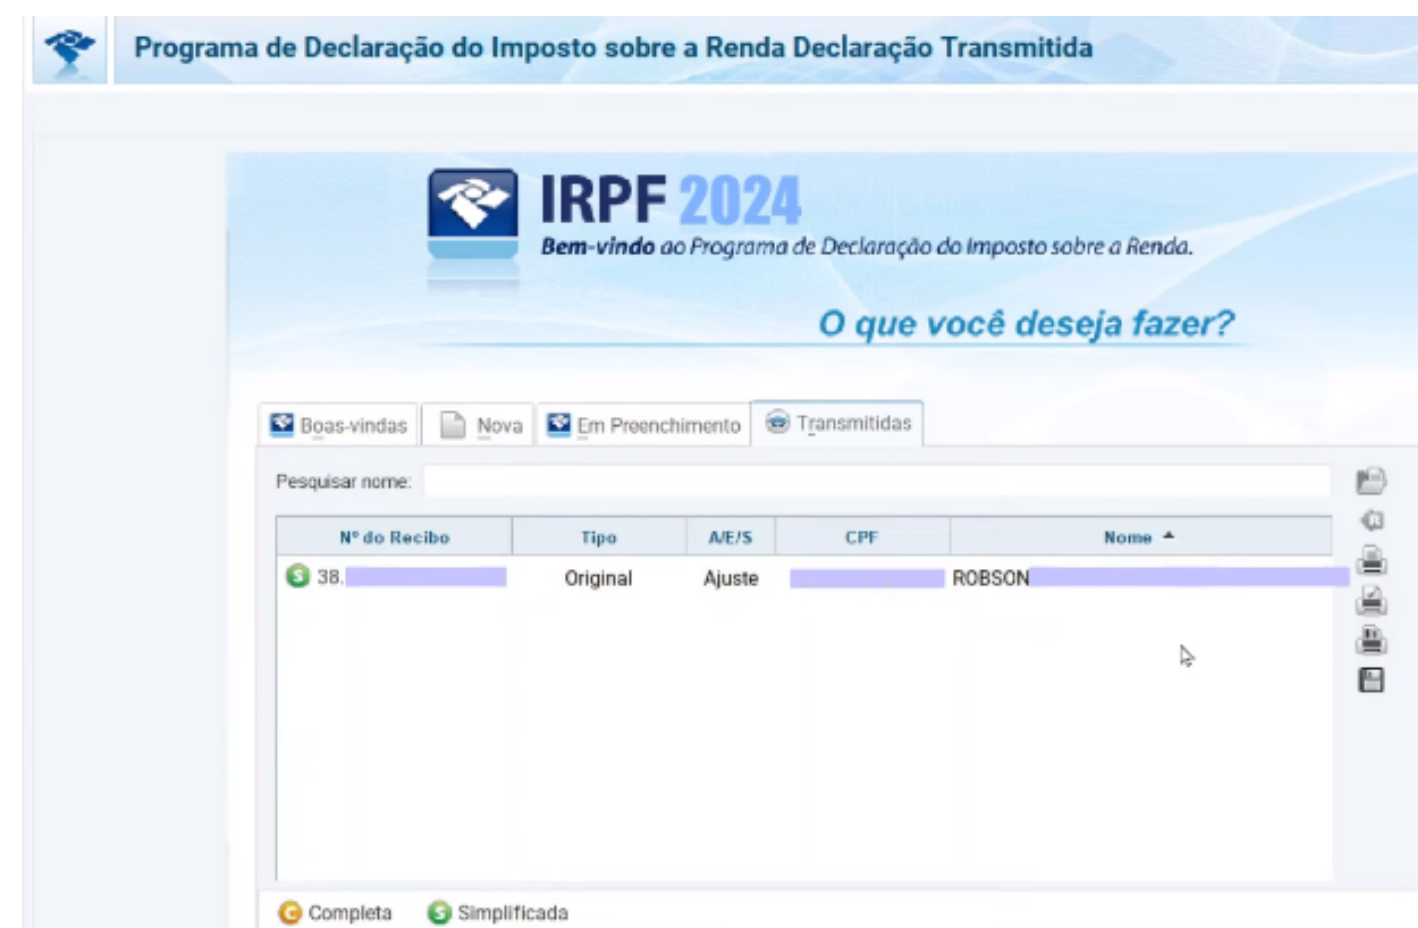 Programa de Declaração do Imposto sobre a Renda Declaração Transmitida
IRPF 2024
Bem-vindo ao Programa de Declaração do Imposto sobre a Renda.
O que você deseja fazer?
Boas-vindas Nova Em Preenchimento Transmitidas
Pesquisar nome:
Nº do Recibo Tipo A/E/S CPF Nome
S 38. Original Ajuste ROBSON
C Completa S Simplificada